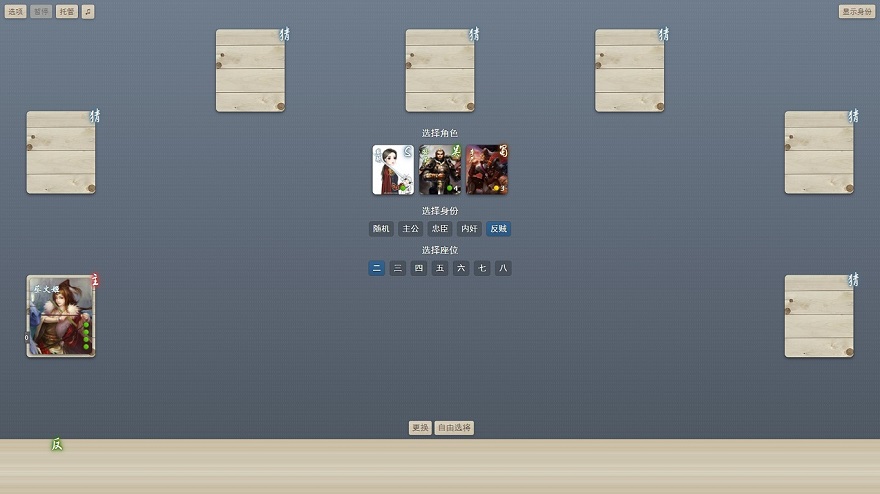 选项 暂停 托管 ♬ 显示身份
猜 猜 猜
猜 猜
选择角色
吴 蜀
4 3
选择身份
随机 主公 忠臣 内奸 反贼
选择座位
二 三 四 五 六 七 八
主 猜
蔡文姬
0
更换 自由选将
反